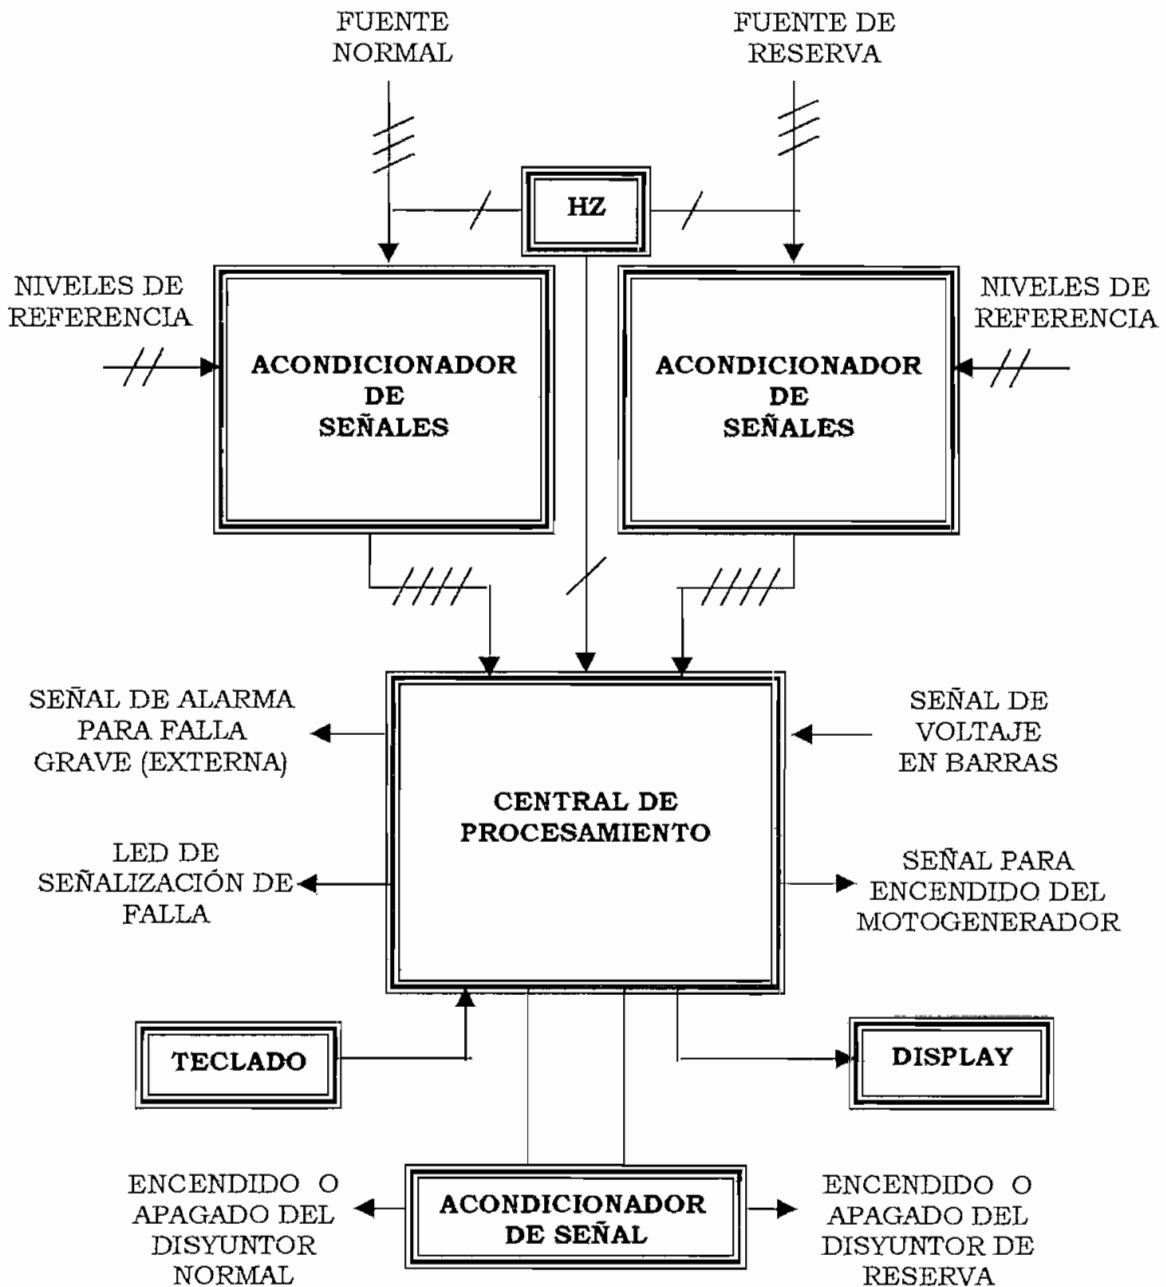 FUENTE
NORMAL
FUENTE DE
RESERVA
HZ
NIVELES DE
REFERENCIA
ACONDICIONADOR
DE
SEÑALES
ACONDICIONADOR
DE
SEÑALES
NIVELES DE
REFERENCIA
SEÑAL DE ALARMA
PARA FALLA
GRAVE (EXTERNA)
SEÑAL DE
VOLTAJE
EN BARRAS
CENTRAL DE
PROCESAMIENTO
LED DE
SEÑALIZACIÓN DE
FALLA
SEÑAL PARA
ENCENDIDO DEL
MOTOGENERADOR
TECLADO
DISPLAY
ENCENDIDO O
APAGADO DEL
DISYUNTOR
NORMAL
ACONDICIONADOR
DE SEÑAL
ENCENDIDO O
APAGADO DEL
DISYUNTOR DE
RESERVA